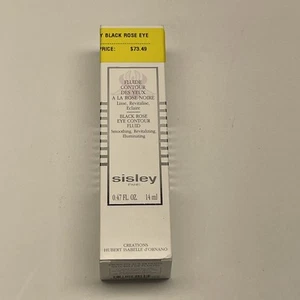 Y BLACK ROSE EYE
PRICE: $73.40
FLUIDE
CONTOUR
DES YEUX
À LA ROSE NOIRE
Lisse, Revitalise,
Éclaire
BLACK ROSE
EYE CONTOUR
FLUID
Smoothing, Revitalizing,
Illuminating
sisley
PARIS
0.47 FL. OZ. 14 ml
CRÉATIONS
HUBERT ISABELLE d'ORNANO